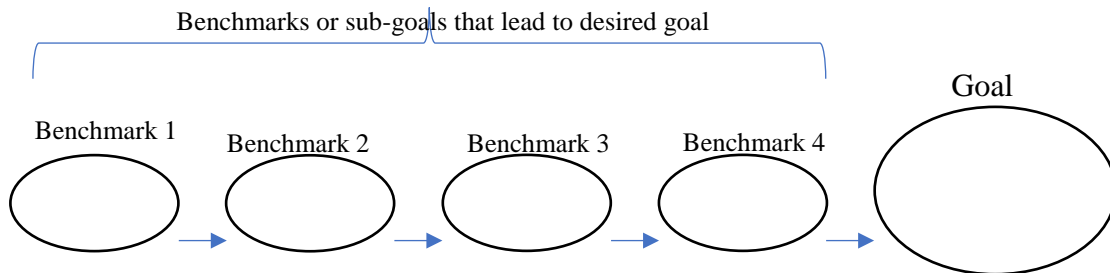 Benchmarks or sub-goals that lead to desired goal
Goal
Benchmark 1
Benchmark 2
Benchmark 3
Benchmark 4